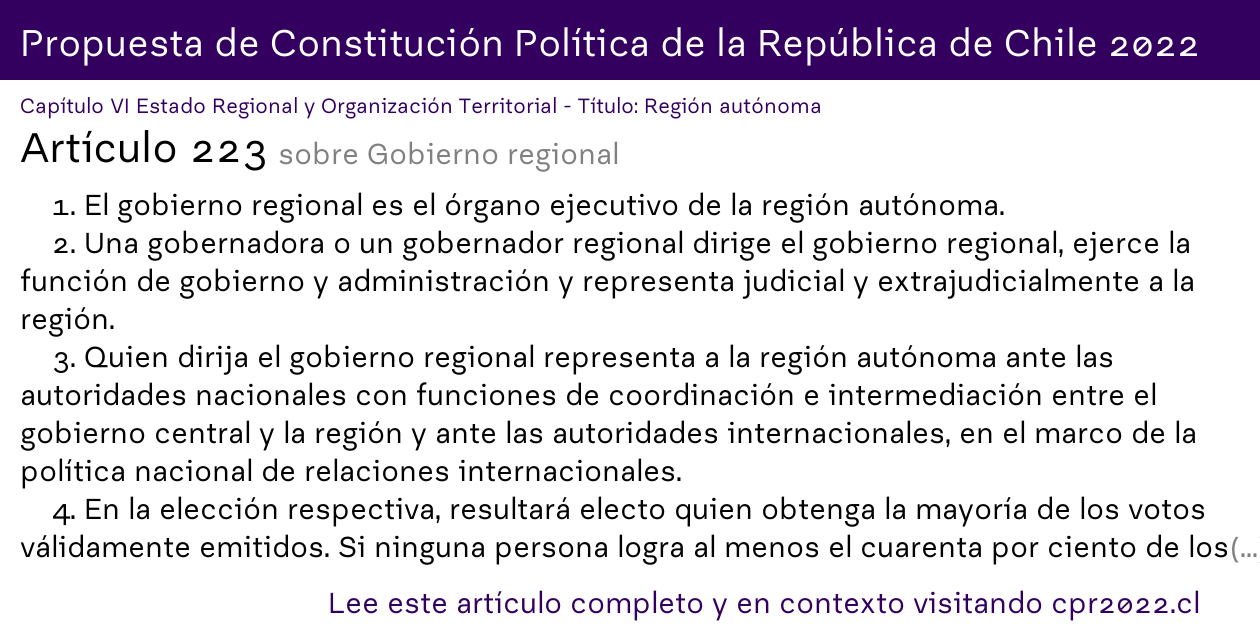 Propuesta de Constitución Política de la República de Chile 2022
Capítulo VI Estado Regional y Organización Territorial - Título: Región autónoma
Artículo 223 sobre Gobierno regional
1. El gobierno regional es el órgano ejecutivo de la región autónoma.
2. Una gobernadora o un gobernador regional dirige el gobierno regional, ejerce la
función de gobierno y administración y representa judicial y extrajudicialmente a la
región.
3. Quien dirija el gobierno regional representa a la región autónoma ante las
autoridades nacionales con funciones de coordinación e intermediación entre el
gobierno central y la región y ante las autoridades internacionales, en el marco de la
política nacional de relaciones internacionales.
4. En la elección respectiva, resultará electo quien obtenga la mayoría de los votos
válidamente emitidos. Si ninguna persona logra al menos el cuarenta por ciento de los(...
Lee este artículo completo y en contexto visitando cpr2022.cl